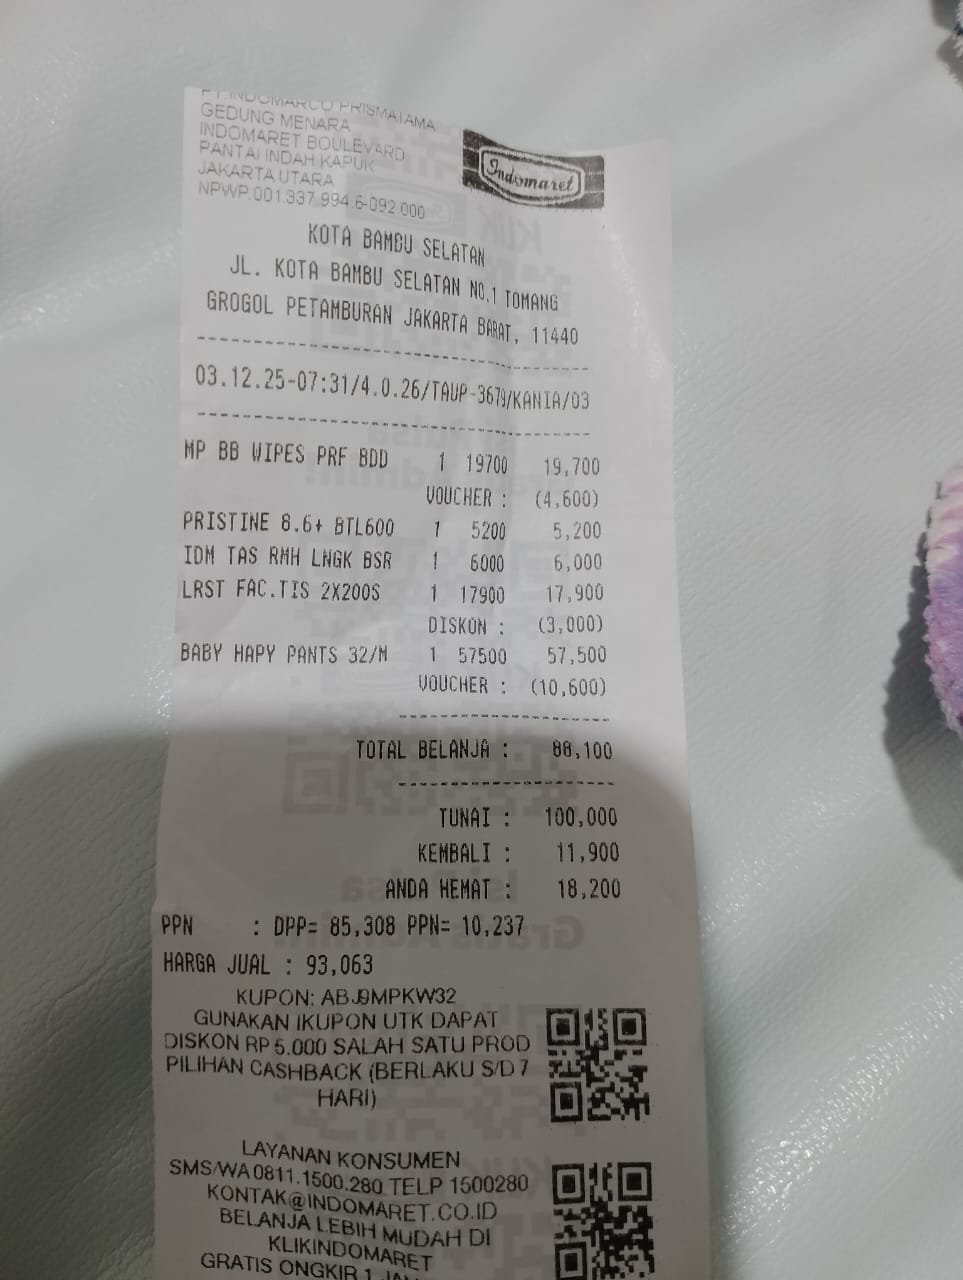 PT.INDOMARCO PRISMATAMA
GEDUNG MENARA
INDOMARET BOULEVARD
PANTAI INDAH KAPUK
JAKARTA UTARA
NPWP.001.337.994.6-092.000
Indomaret
KOTA BAMBU SELATAN
JL. KOTA BAMBU SELATAN NO.1 TOMANG
GROGOL PETAMBURAN JAKARTA BARAT, 11440
03.12.25-07:31/4.0.26/TAUP-3679/KANIA/03
MP BB WIPES PRF BDD 1 19700 19,700
VOUCHER : (4,600)
PRISTINE 8.6+ BTL600 1 5200 5,200
IDM TAS RMH LNGK BSR 1 6000 6,000
LRST FAC.TIS 2X200S 1 17900 17,900
DISKON : (3,000)
BABY HAPY PANTS 32/M 1 57500 57,500
VOUCHER : (10,600)
TOTAL BELANJA : 88,100
TUNAI : 100,000
KEMBALI : 11,900
ANDA HEMAT : 18,200
PPN : DPP= 85,308 PPN= 10,237
HARGA JUAL : 93,063
KUPON: ABJ9MPKW32
GUNAKAN IKUPON UTK DAPAT
DISKON RP 5.000 SALAH SATU PROD
PILIHAN CASHBACK (BERLAKU S/D 7
HARI)
LAYANAN KONSUMEN
SMS/WA 0811.1500.280 TELP 1500280
KONTAK@INDOMARET.CO.ID
BELANJA LEBIH MUDAH DI
KLIKINDOMARET
GRATIS ONGKIR 1 JAM